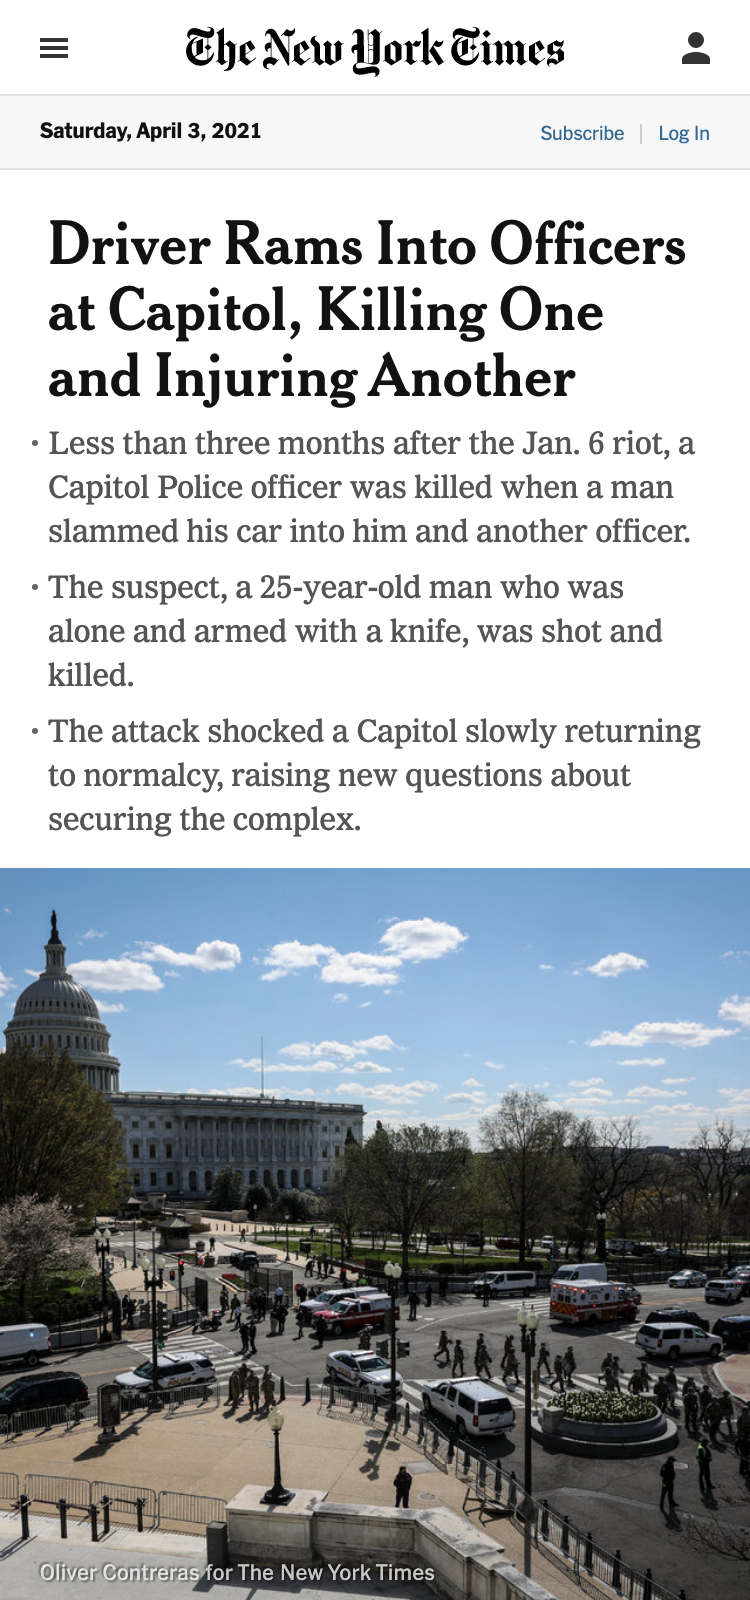 The New York Times
Saturday, April 3, 2021
Subscribe | Log In
Driver Rams Into Officers
at Capitol, Killing One
and Injuring Another
• Less than three months after the Jan. 6 riot, a
Capitol Police officer was killed when a man
slammed his car into him and another officer.
• The suspect, a 25-year-old man who was
alone and armed with a knife, was shot and
killed.
• The attack shocked a Capitol slowly returning
to normalcy, raising new questions about
securing the complex.
Oliver Contreras for The New York Times